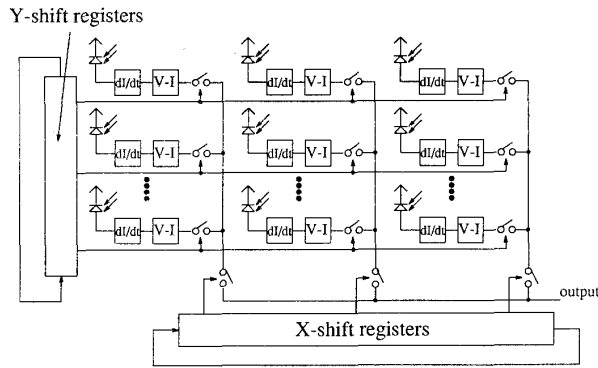 Y-shift registers
dI/dt V-I dI/dt V-I dI/dt V-I
dI/dt V-I dI/dt V-I dI/dt V-I
dI/dt V-I dI/dt V-I dI/dt V-I
output
X-shift registers